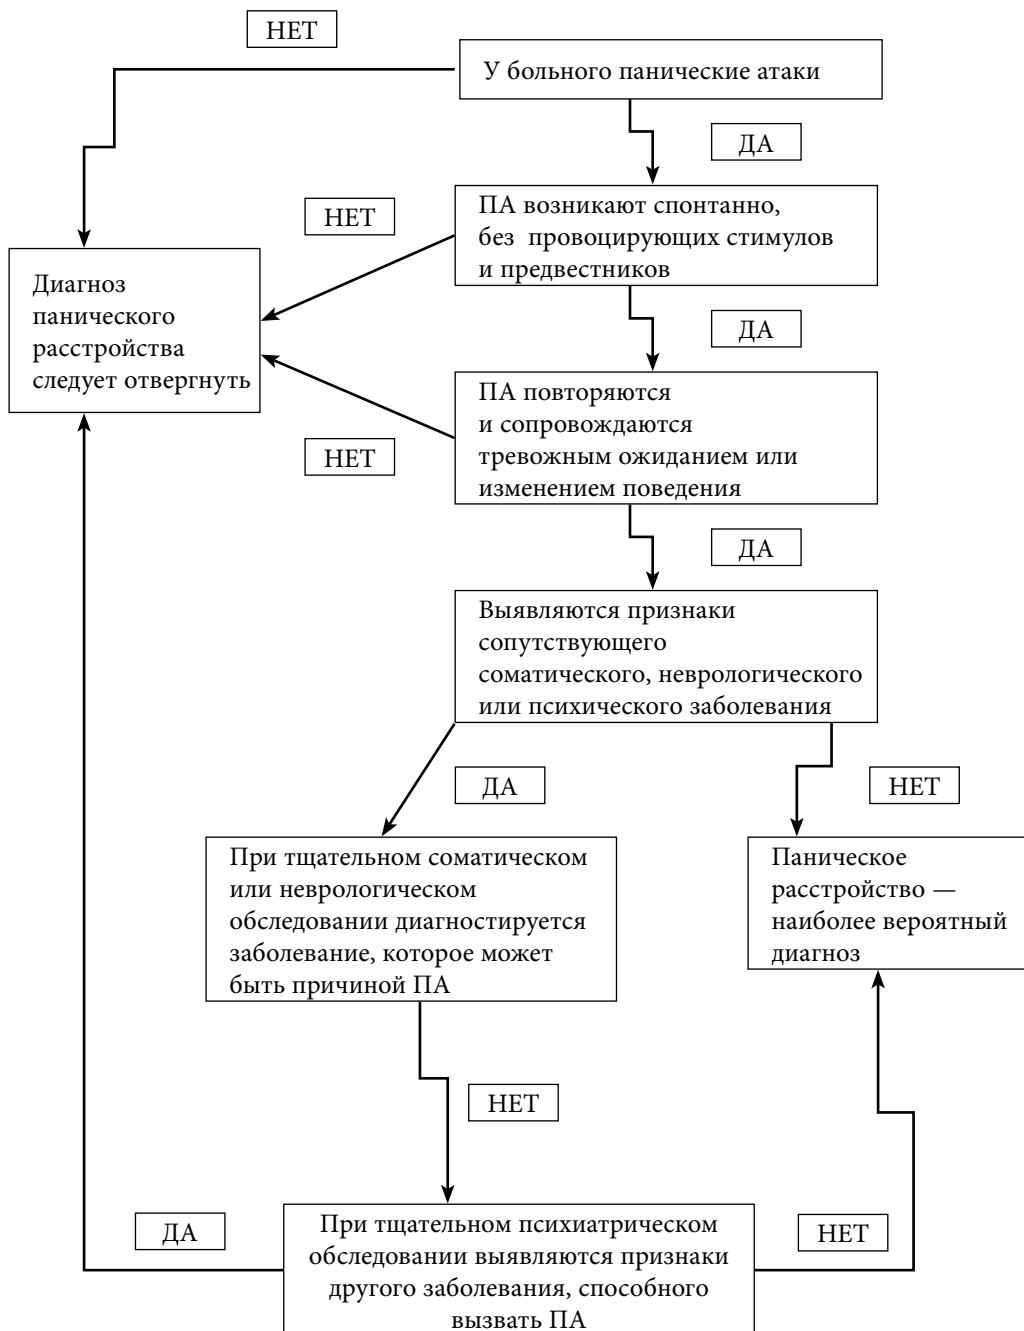 НЕТ
У больного панические атаки
ДА
ПА возникают спонтанно,
без провоцирующих стимулов
и предвестников
НЕТ
Диагноз
панического
расстройства
следует отвергнуть
ДА
ПА повторяются
и сопровождаются
тревожным ожиданием или
изменением поведения
НЕТ
ДА
Выявляются признаки
сопутствующего
соматического, неврологического
или психического заболевания
ДА
НЕТ
При тщательном соматическом
или неврологическом
обследовании диагностируется
заболевание, которое может
быть причиной ПА
Паническое
расстройство —
наиболее вероятный
диагноз
НЕТ
ДА
При тщательном психиатрическом
обследовании выявляются признаки
другого заболевания, способного
вызвать ПА
НЕТ